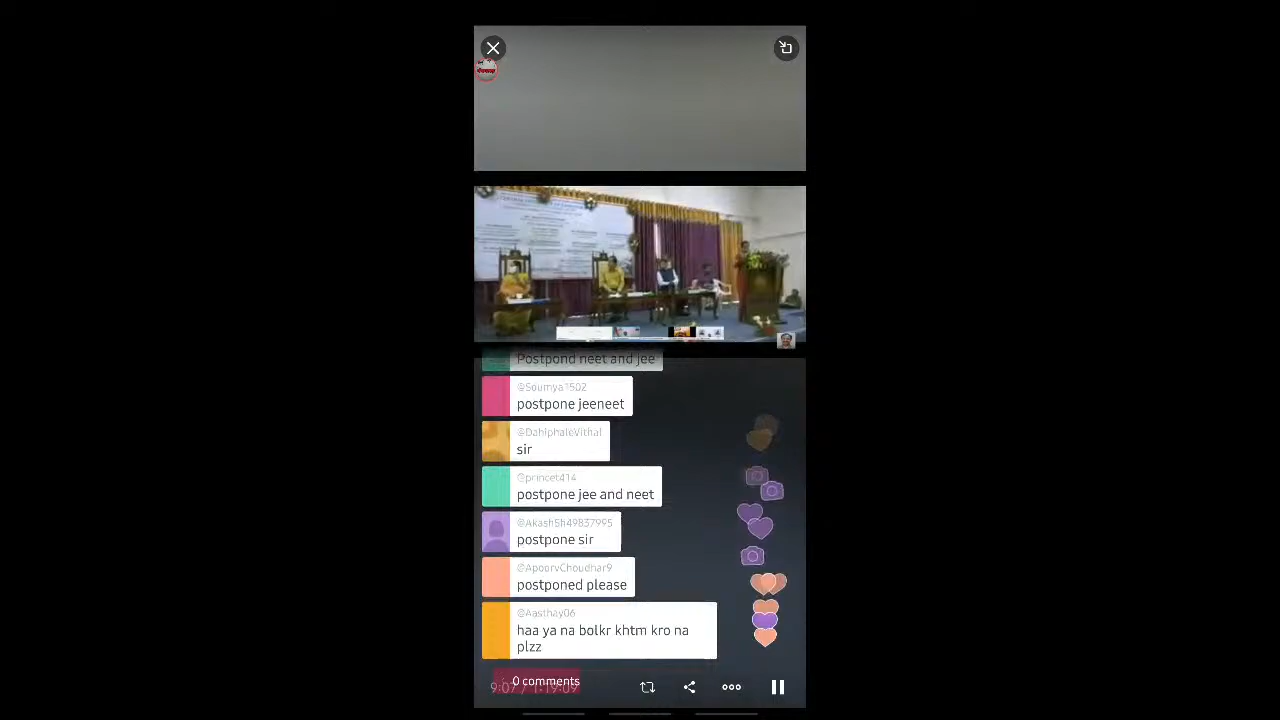 Postpond neet and jee
@Soumya1502
postpone jeeneet
@DahiphaleVithal
sir
@princet414
postpone jee and neet
@Akash5h49837995
postpone sir
@ApoorvChoudhar9
postponed please
@Aasthay06
haa ya na bolkr khtm kro na
plzz
0 comments
9:07 / 1:19:09